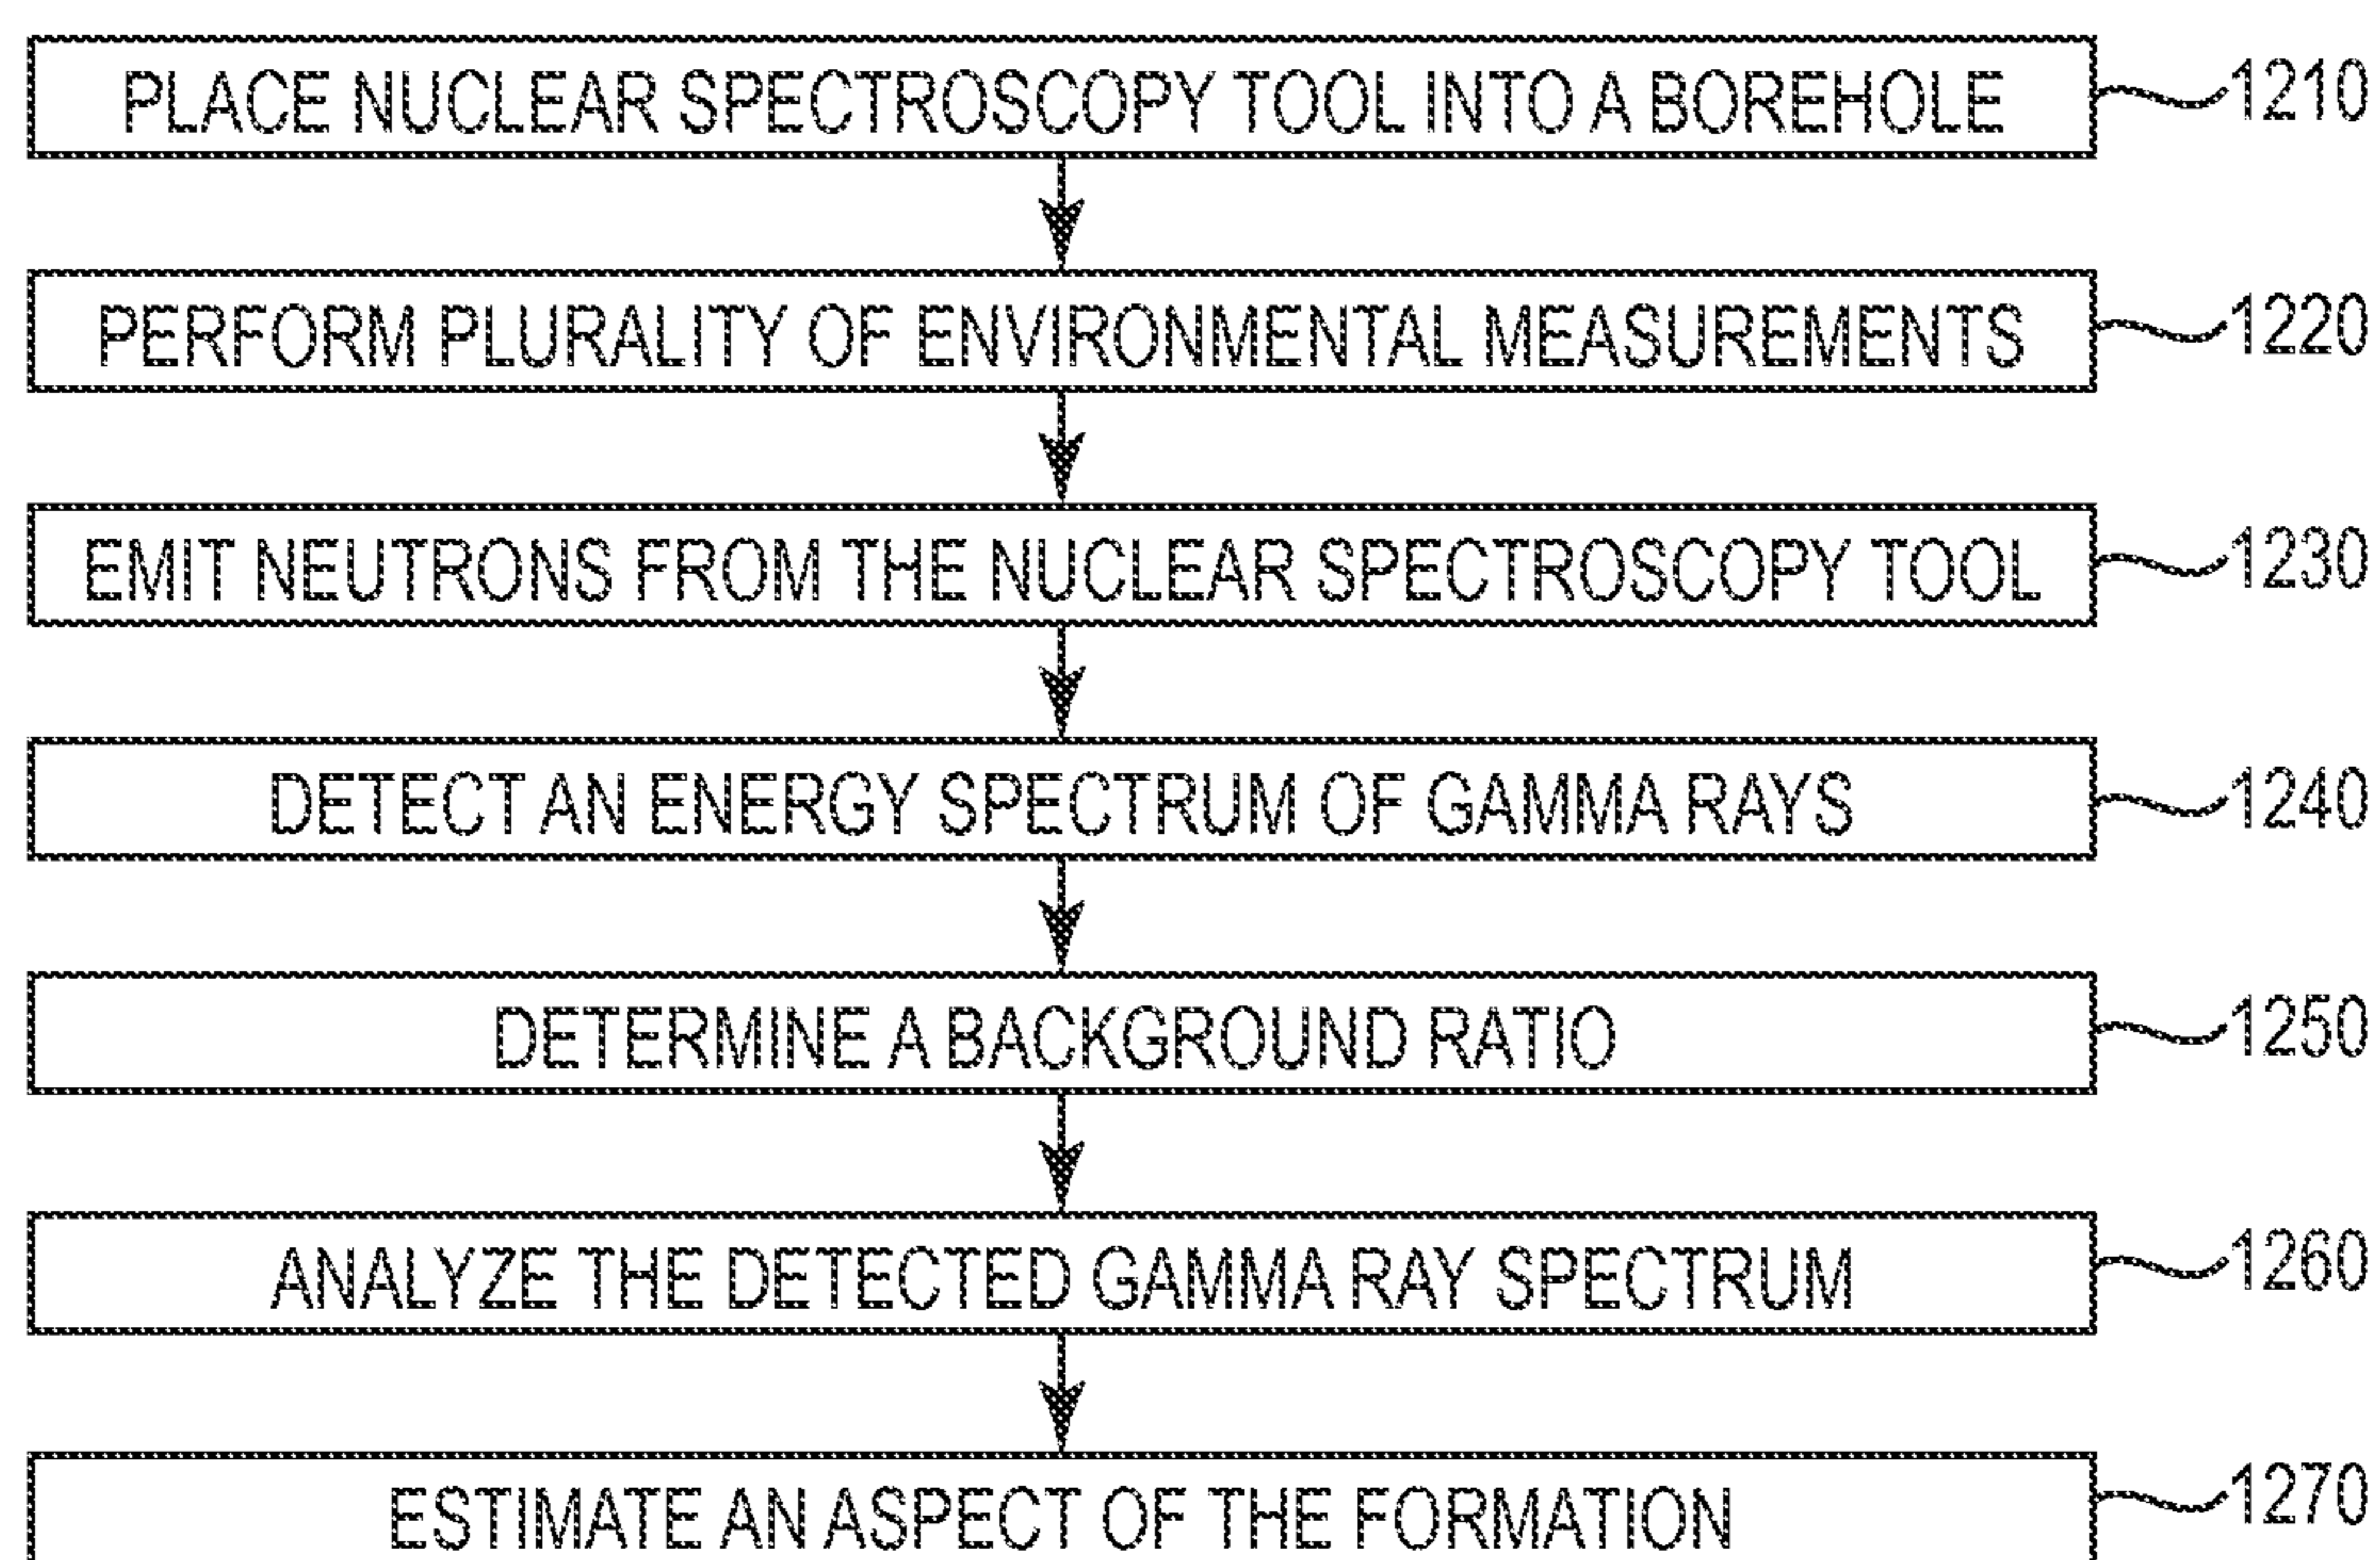 PLACE NUCLEAR SPECTROSCOPY TOOL INTO A BOREHOLE 1210
PERFORM PLURALITY OF ENVIRONMENTAL MEASUREMENTS 1220
EMIT NEUTRONS FROM THE NUCLEAR SPECTROSCOPY TOOL 1230
DETECT AN ENERGY SPECTRUM OF GAMMA RAYS 1240
DETERMINE A BACKGROUND RATIO 1250
ANALYZE THE DETECTED GAMMA RAY SPECTRUM 1260
ESTIMATE AN ASPECT OF THE FORMATION 1270